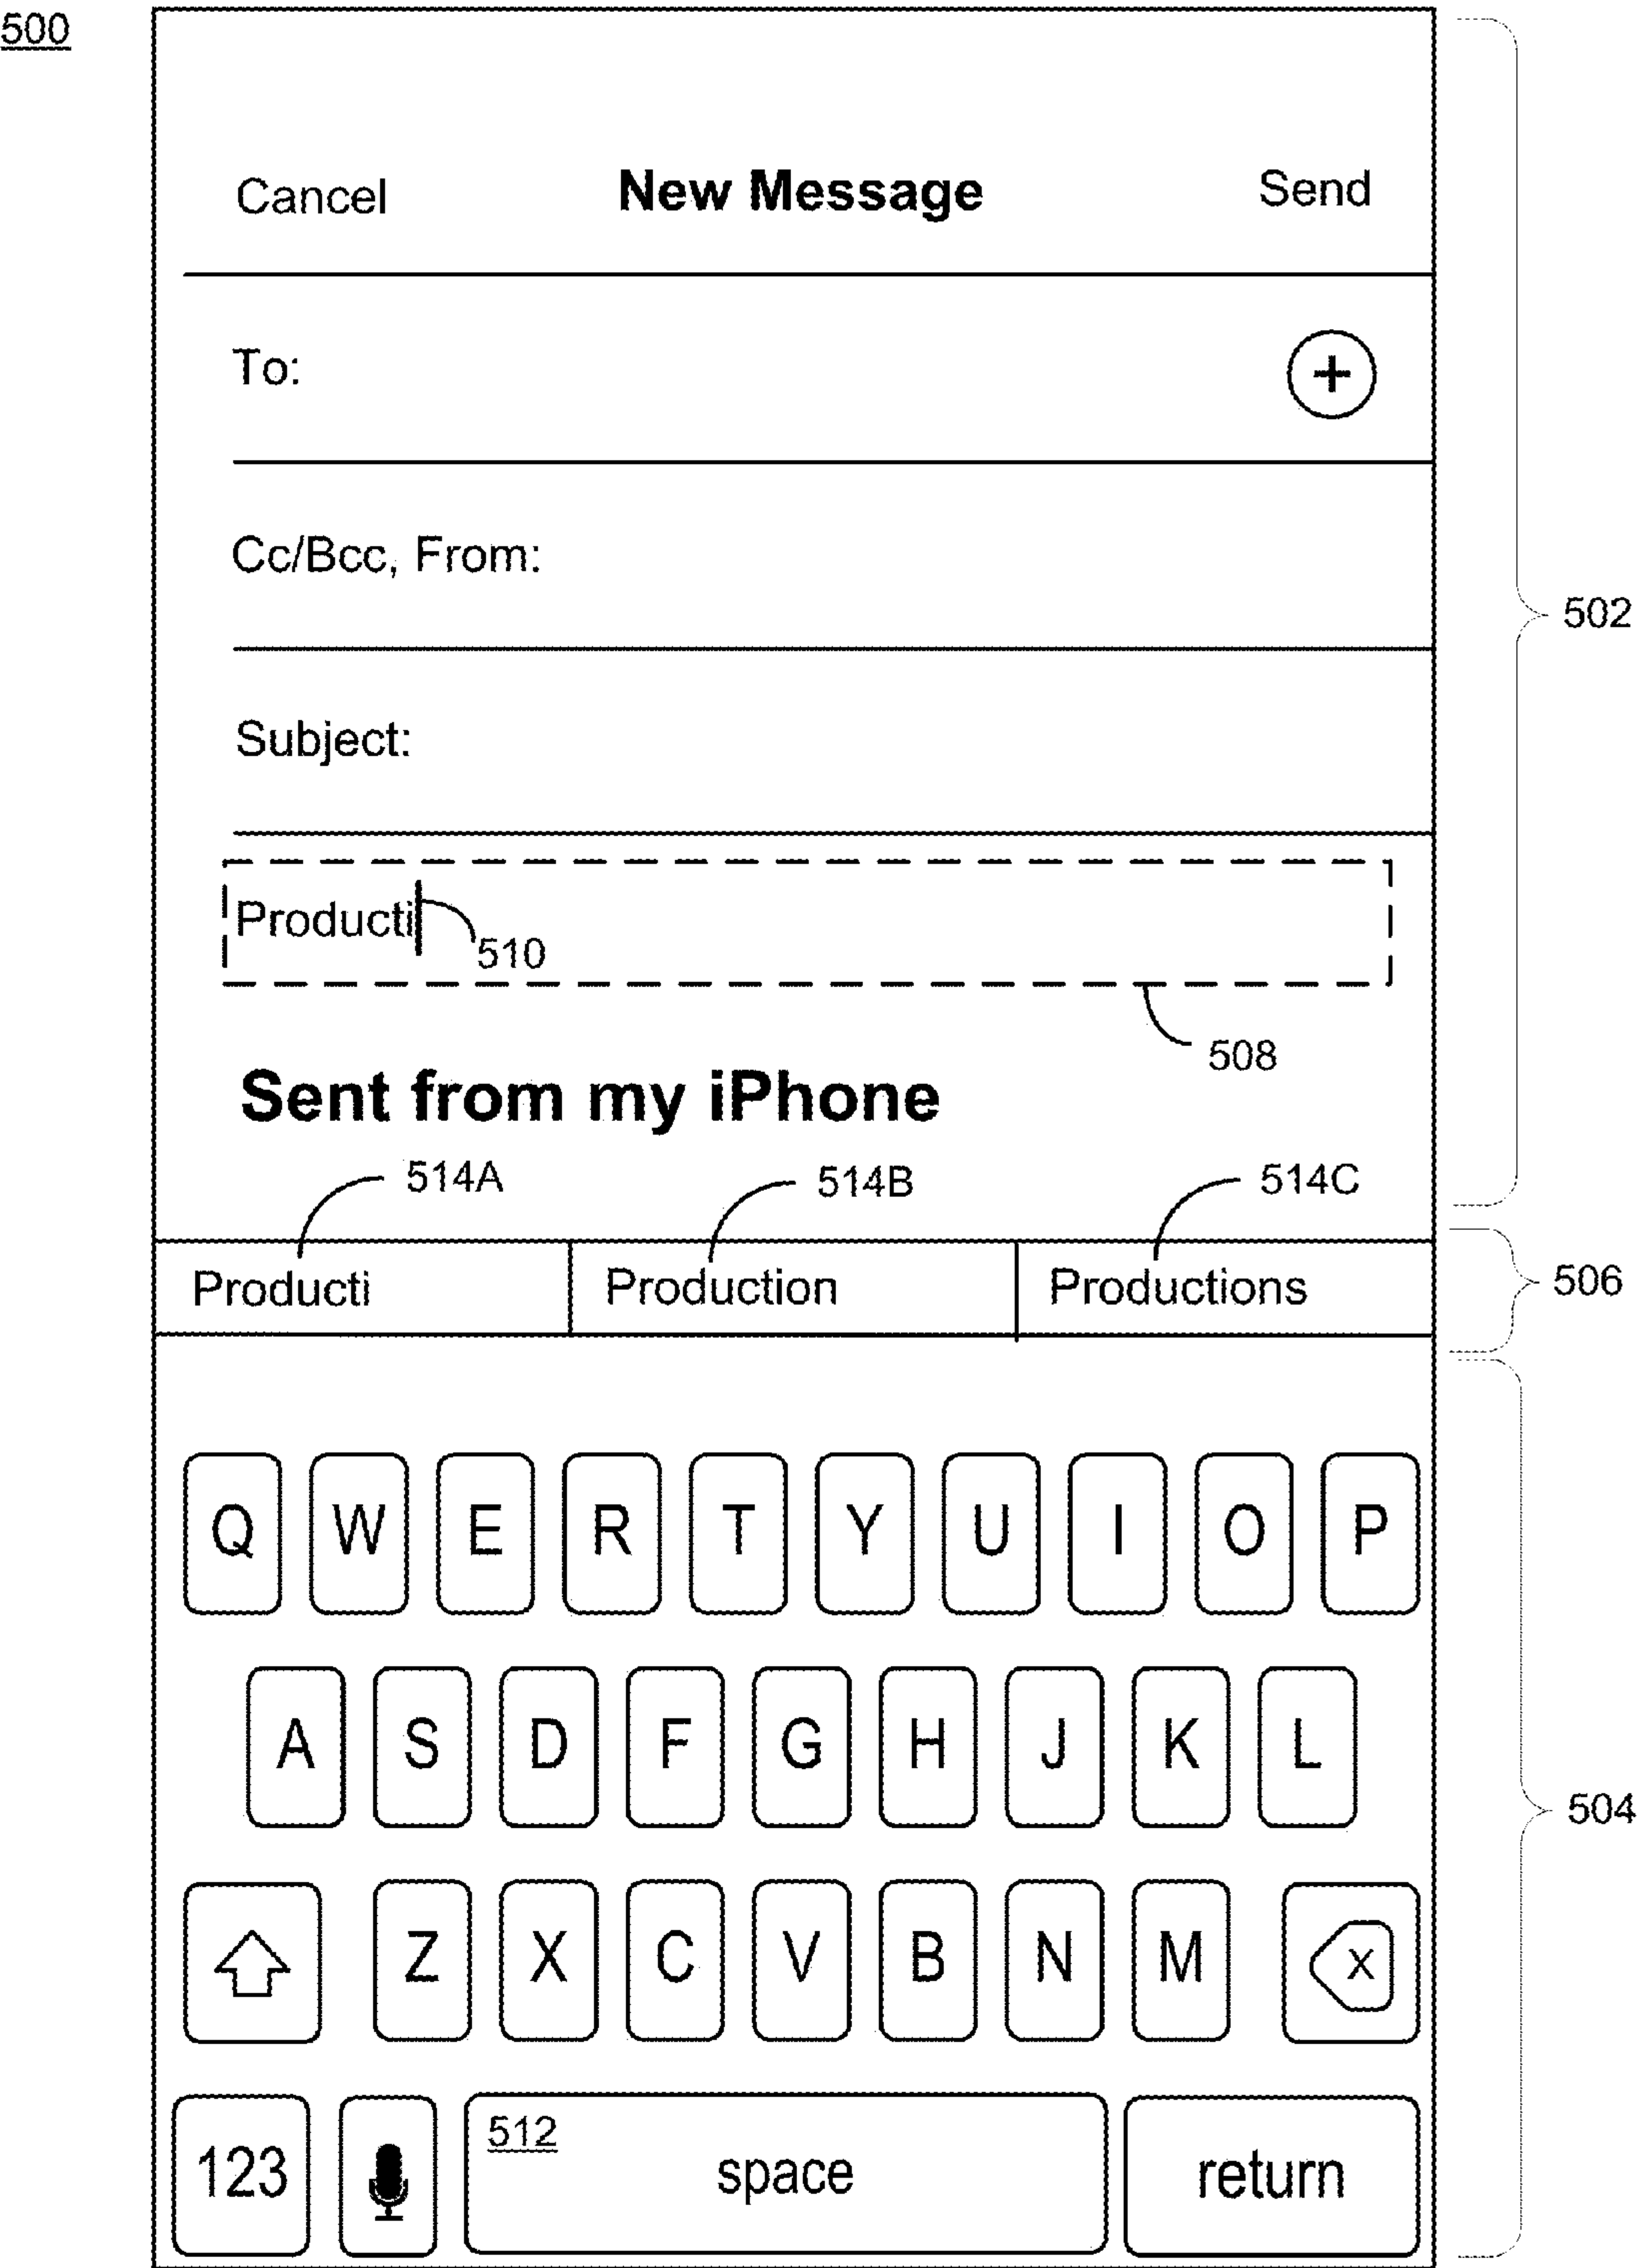 500
Cancel New Message Send
To: +
Cc/Bcc, From:
502
Subject:
Producti
510
508
Sent from my iPhone
514A 514B 514C
Producti Production Productions
506
Q W E R T Y U I O P
A S D F G H J K L
504
Z X C V B N M X
512
123 space return